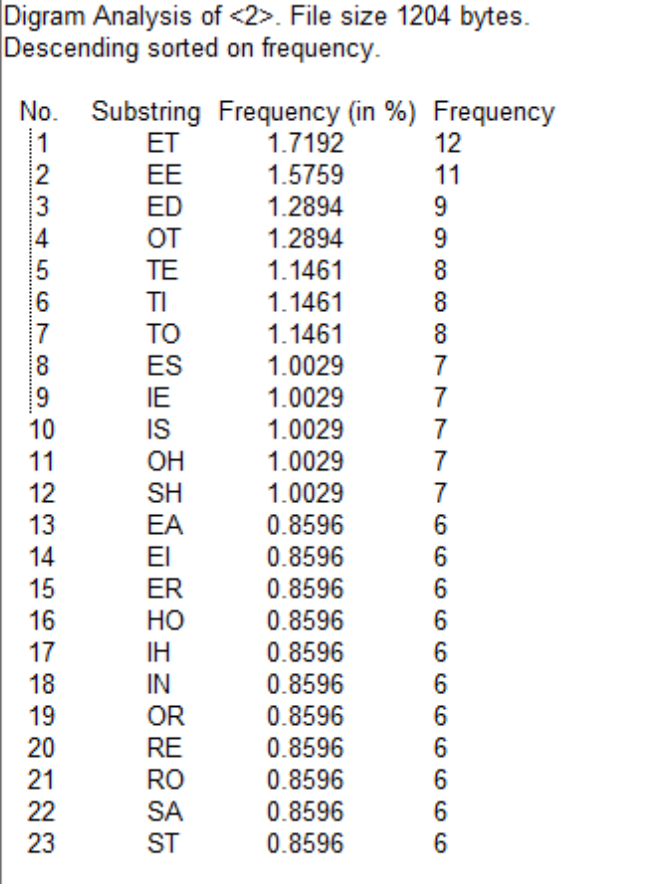 Digram Analysis of <2>. File size 1204 bytes.
Descending sorted on frequency.
No. Substring Frequency (in %) Frequency
1 ET 1.7192 12
2 EE 1.5759 11
3 ED 1.2894 9
4 OT 1.2894 9
5 TE 1.1461 8
6 TI 1.1461 8
7 TO 1.1461 8
8 ES 1.0029 7
9 IE 1.0029 7
10 IS 1.0029 7
11 OH 1.0029 7
12 SH 1.0029 7
13 EA 0.8596 6
14 EI 0.8596 6
15 ER 0.8596 6
16 HO 0.8596 6
17 IH 0.8596 6
18 IN 0.8596 6
19 OR 0.8596 6
20 RE 0.8596 6
21 RO 0.8596 6
22 SA 0.8596 6
23 ST 0.8596 6